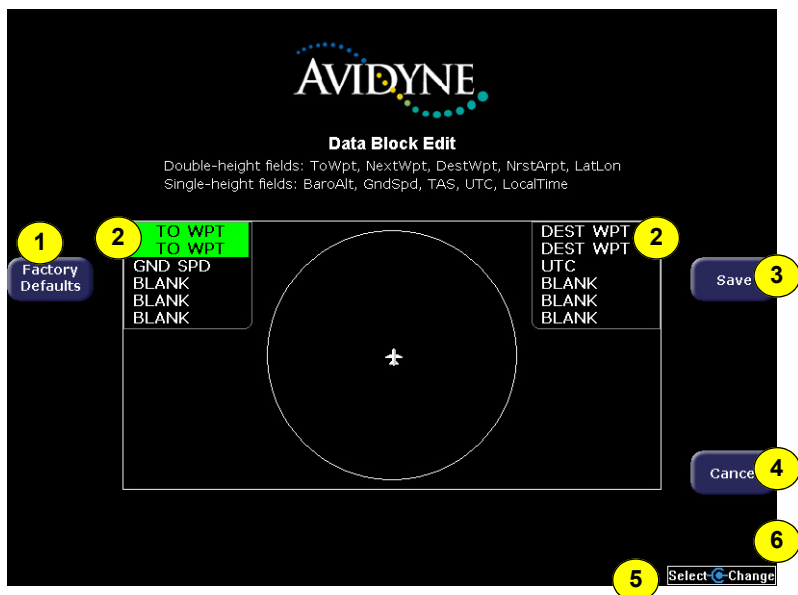 AVIDYNE
Data Block Edit
Double-height fields: ToWpt, NextWpt, DestWpt, NrstArpt, LatLon
Single-height fields: BaroAlt, GndSpd, TAS, UTC, LocalTime
1
Factory
Defaults
2
TO WPT
TO WPT
GND SPD
BLANK
BLANK
BLANK
DEST WPT
DEST WPT
UTC
BLANK
BLANK
BLANK
2
Save
3
Cance
4
6
5
Select Change